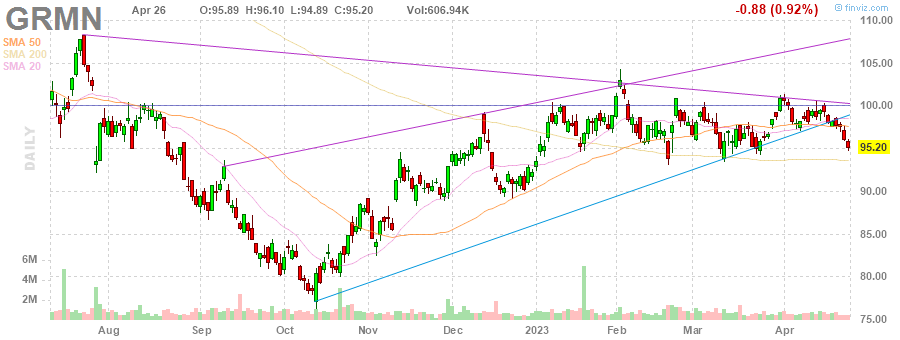 GRMN Apr 26 O:95.89 H:96.10 L:94.89 C:95.20 Vol:606.94K -0.88 (0.92%)
© finviz.com
SMA 50
SMA 200
SMA 20
DAILY
110.00
105.00
100.00
95.20
90.00
85.00
80.00
75.00
6M
4M
2M
Aug Sep Oct Nov Dec 2023 Feb Mar Apr